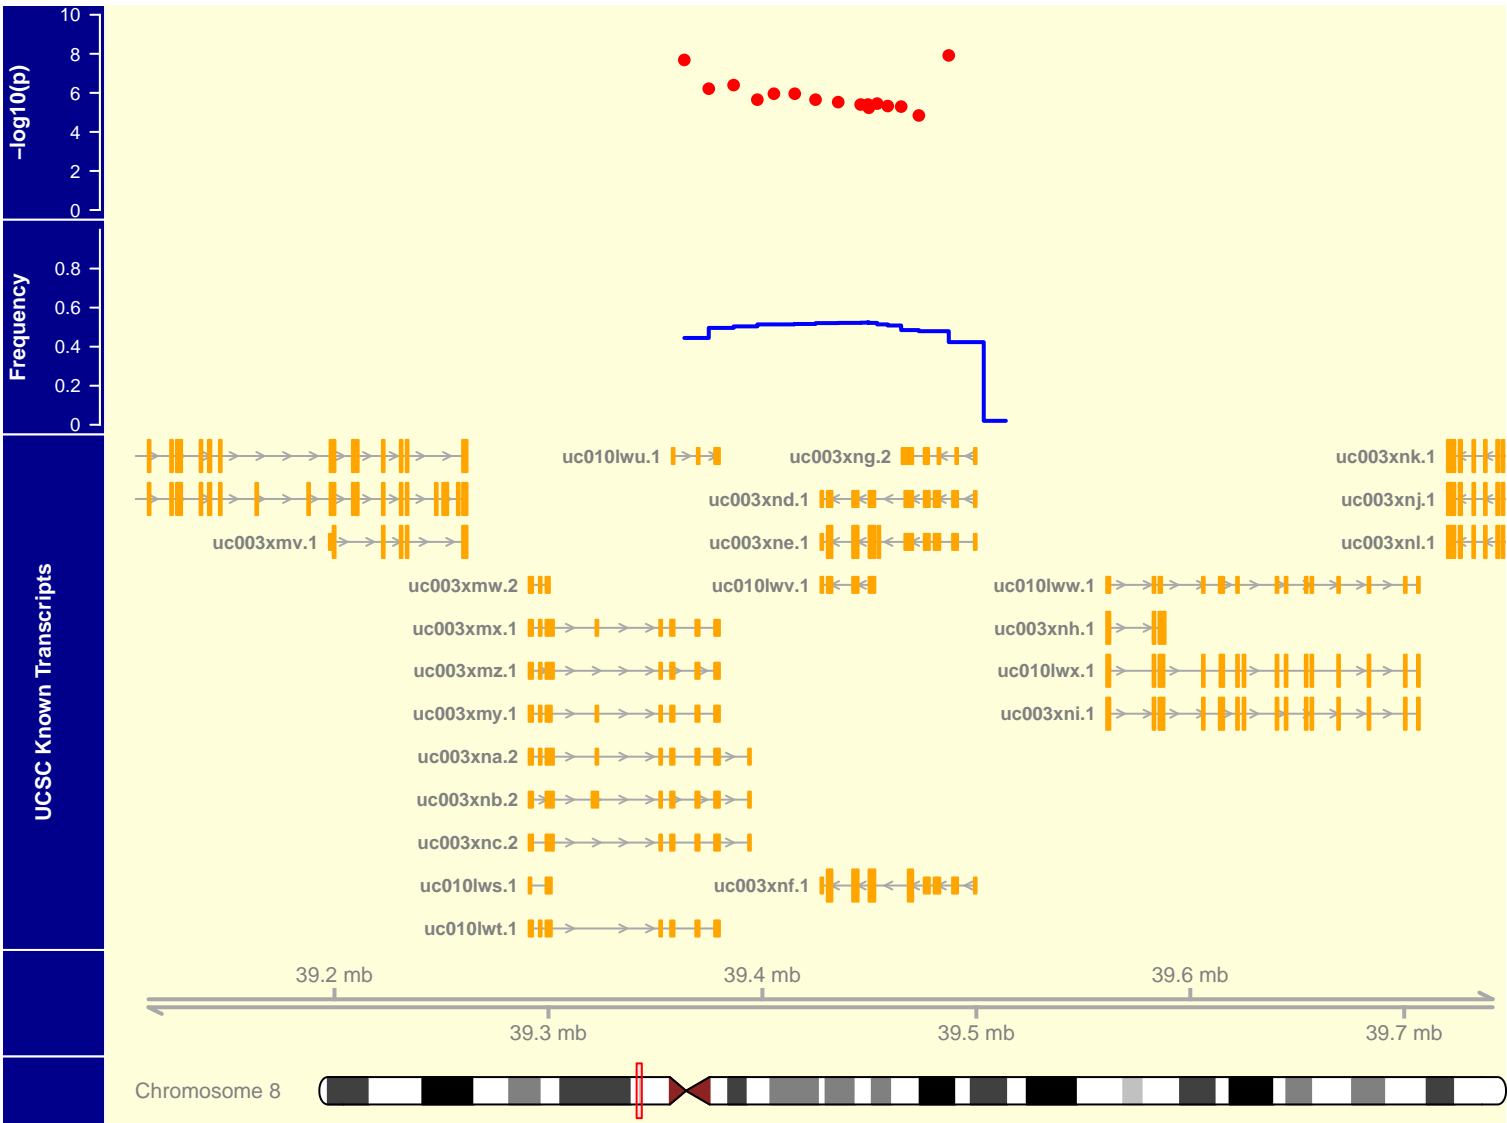 −log10(p)
10
8
6
4
2
0
Frequency
0.8
0.6
0.4
0.2
0
UCSC Known Transcripts
uc010lwu.1
uc003xng.2
uc003xnk.1
uc003xnd.1
uc003xnj.1
uc003xmv.1
uc003xne.1
uc003xnl.1
uc003xmw.2
uc010lwv.1
uc010lww.1
uc003xmx.1
uc003xnh.1
uc003xmz.1
uc010lwx.1
uc003xmy.1
uc003xni.1
uc003xna.2
uc003xnb.2
uc003xnc.2
uc010lws.1
uc003xnf.1
uc010lwt.1
39.2 mb
39.4 mb
39.6 mb
39.3 mb
39.5 mb
39.7 mb
Chromosome 8